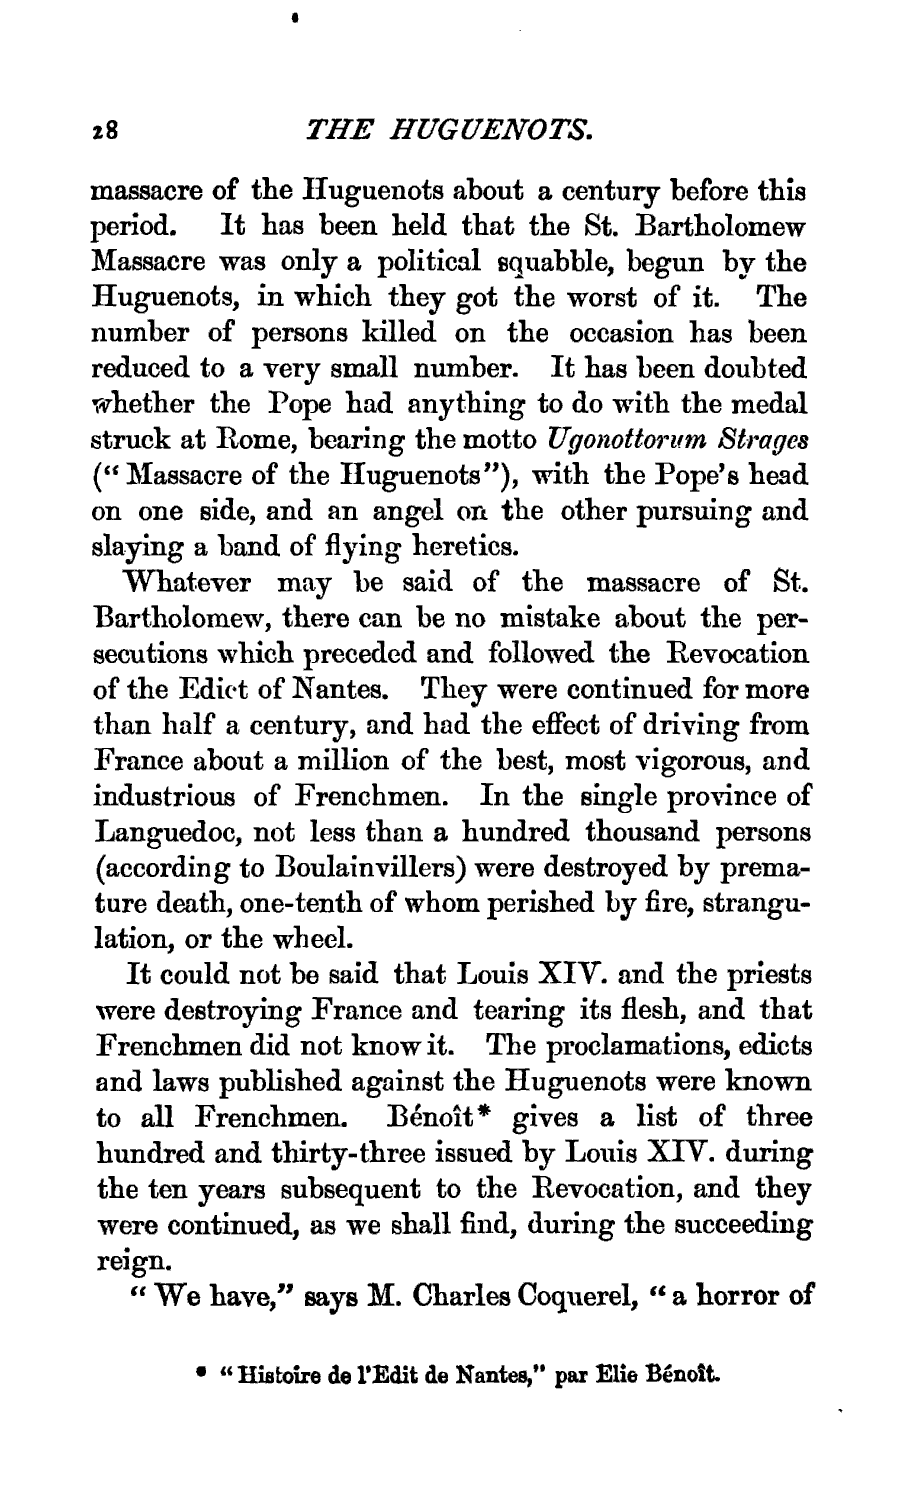 28 THE HUGUENOTS.
massacre of the Huguenots about a century before this
period. It has been held that the St. Bartholomew
Massacre was only a political squabble, begun by the
Huguenots, in which they got the worst of it. The
number of persons killed on the occasion has been
reduced to a very small number. It has been doubted
whether the Pope had anything to do with the medal
struck at Rome, bearing the motto Ugonottorum Strages
(“ Massacre of the Huguenots”), with the Pope’s head
on one side, and an angel on the other pursuing and
slaying a band of flying heretics.
Whatever may be said of the massacre of St.
Bartholomew, there can be no mistake about the per-
secutions which preceded and followed the Revocation
of the Edict of Nantes. They were continued for more
than half a century, and had the effect of driving from
France about a million of the best, most vigorous, and
industrious of Frenchmen. In the single province of
Languedoc, not less than a hundred thousand persons
(according to Boulainvillers) were destroyed by prema-
ture death, one-tenth of whom perished by fire, strangu-
lation, or the wheel.
It could not be said that Louis XIV. and the priests
were destroying France and tearing its flesh, and that
Frenchmen did not know it. The proclamations, edicts
and laws published against the Huguenots were known
to all Frenchmen. Bénoît* gives a list of three
hundred and thirty-three issued by Louis XIV. during
the ten years subsequent to the Revocation, and they
were continued, as we shall find, during the succeeding
reign.
“ We have,” says M. Charles Coquerel, “ a horror of
* “ Histoire de l’Edit de Nantes,” par Elie Bénoît.